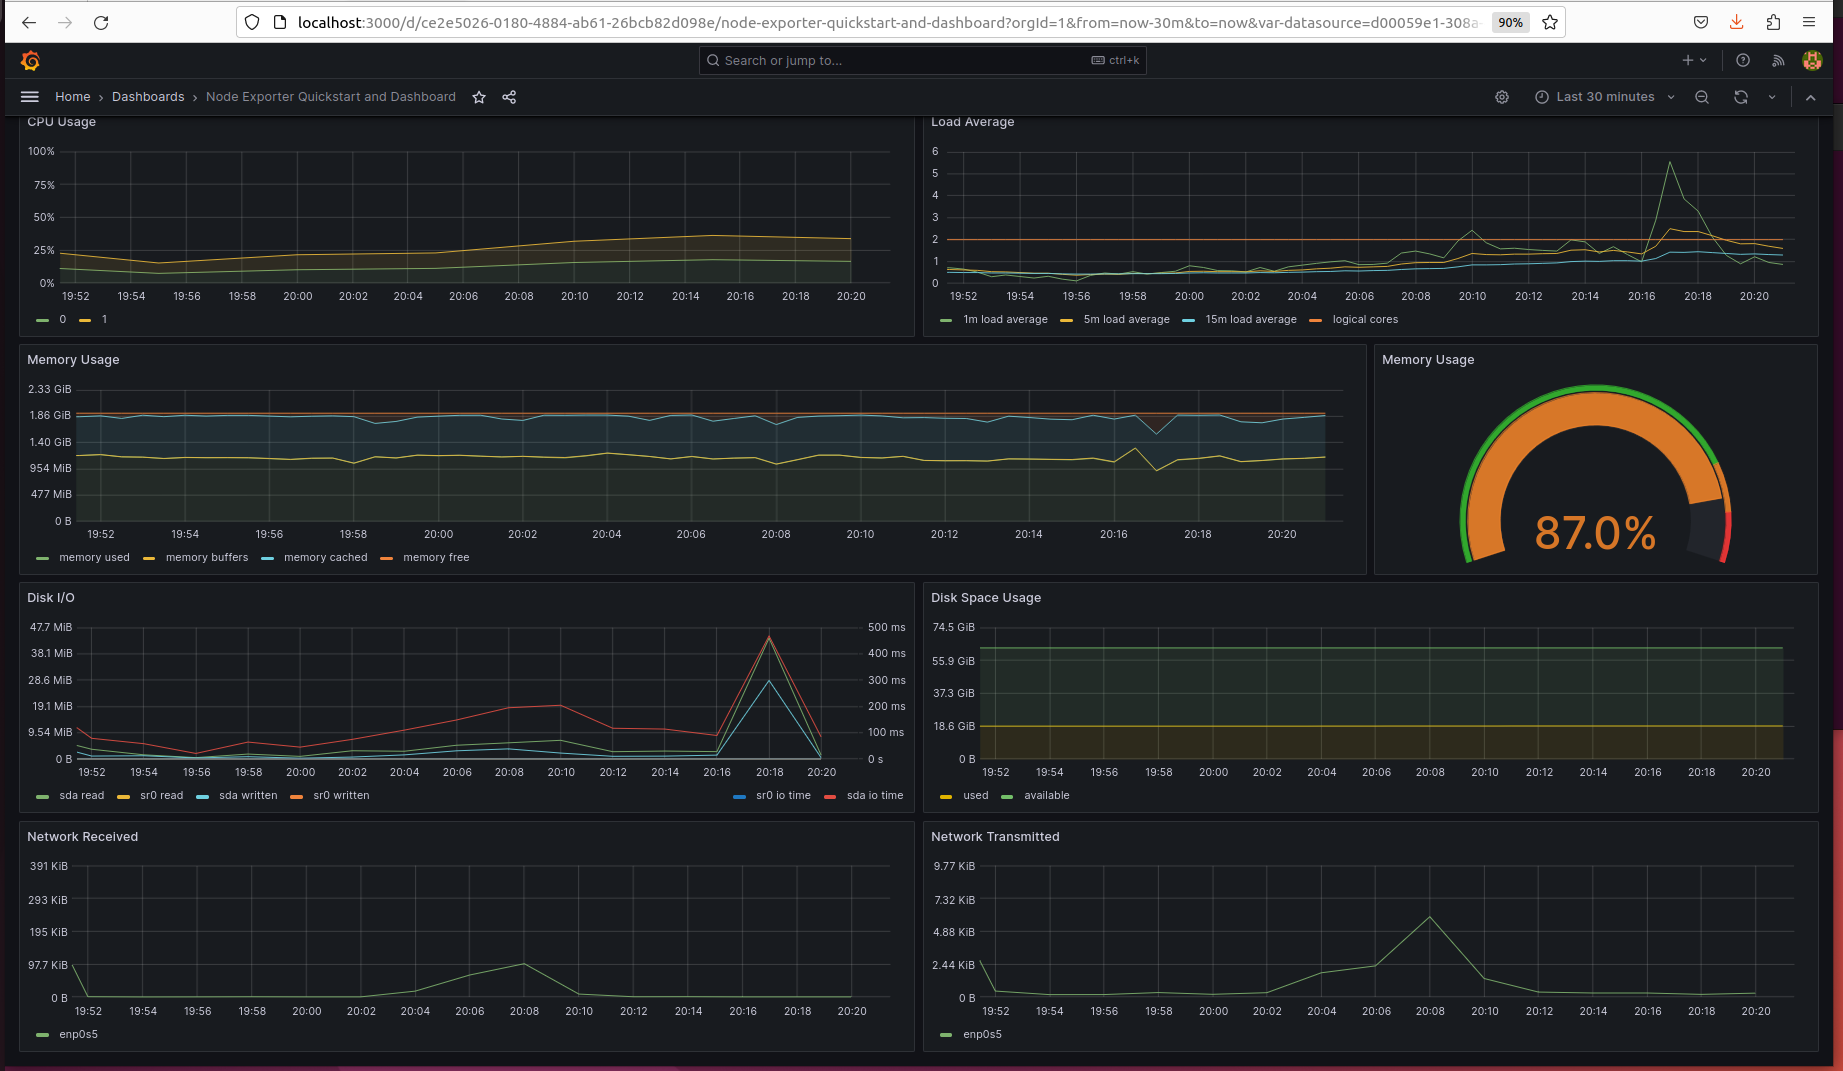 localhost:3000/d/ce2e5026-0180-4884-ab61-26bcb82d098e/node-exporter-quickstart-and-dashboard?orgId=1&from=now-30m&to=now&var-datasource=d00059e1-308a- 90%
Search or jump to... ctrl+k
Home › Dashboards › Node Exporter Quickstart and Dashboard Last 30 minutes
CPU Usage
100%
75%
50%
25%
0%
19:52 19:54 19:56 19:58 20:00 20:02 20:04 20:06 20:08 20:10 20:12 20:14 20:16 20:18 20:20
0 1
Load Average
6
5
4
3
2
1
0
19:52 19:54 19:56 19:58 20:00 20:02 20:04 20:06 20:08 20:10 20:12 20:14 20:16 20:18 20:20
1m load average 5m load average 15m load average logical cores
Memory Usage
2.33 GiB
1.86 GiB
1.40 GiB
954 MiB
477 MiB
0 B
19:52 19:54 19:56 19:58 20:00 20:02 20:04 20:06 20:08 20:10 20:12 20:14 20:16 20:18 20:20
memory used memory buffers memory cached memory free
Memory Usage
87.0%
Disk I/O
47.7 MiB 500 ms
38.1 MiB 400 ms
28.6 MiB 300 ms
19.1 MiB 200 ms
9.54 MiB 100 ms
0 B 0 s
19:52 19:54 19:56 19:58 20:00 20:02 20:04 20:06 20:08 20:10 20:12 20:14 20:16 20:18 20:20
sda read sr0 read sda written sr0 written sr0 io time sda io time
Disk Space Usage
74.5 GiB
55.9 GiB
37.3 GiB
18.6 GiB
0 B
19:52 19:54 19:56 19:58 20:00 20:02 20:04 20:06 20:08 20:10 20:12 20:14 20:16 20:18 20:20
used available
Network Received
391 KiB
293 KiB
195 KiB
97.7 KiB
0 B
19:52 19:54 19:56 19:58 20:00 20:02 20:04 20:06 20:08 20:10 20:12 20:14 20:16 20:18 20:20
enp0s5
Network Transmitted
9.77 KiB
7.32 KiB
4.88 KiB
2.44 KiB
0 B
19:52 19:54 19:56 19:58 20:00 20:02 20:04 20:06 20:08 20:10 20:12 20:14 20:16 20:18 20:20
enp0s5